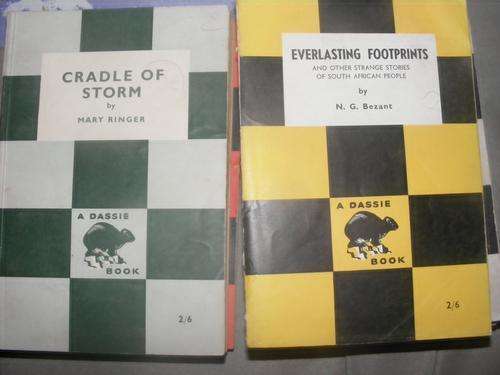 CRADLE OF
STORM
by
MARY RINGER
A DASSIE
BOOK
2/6
EVERLASTING FOOTPRINTS
AND OTHER STRANGE STORIES
OF SOUTH AFRICAN PEOPLE
by
N. G. Bezant
A DASSIE
BOOK
2/6